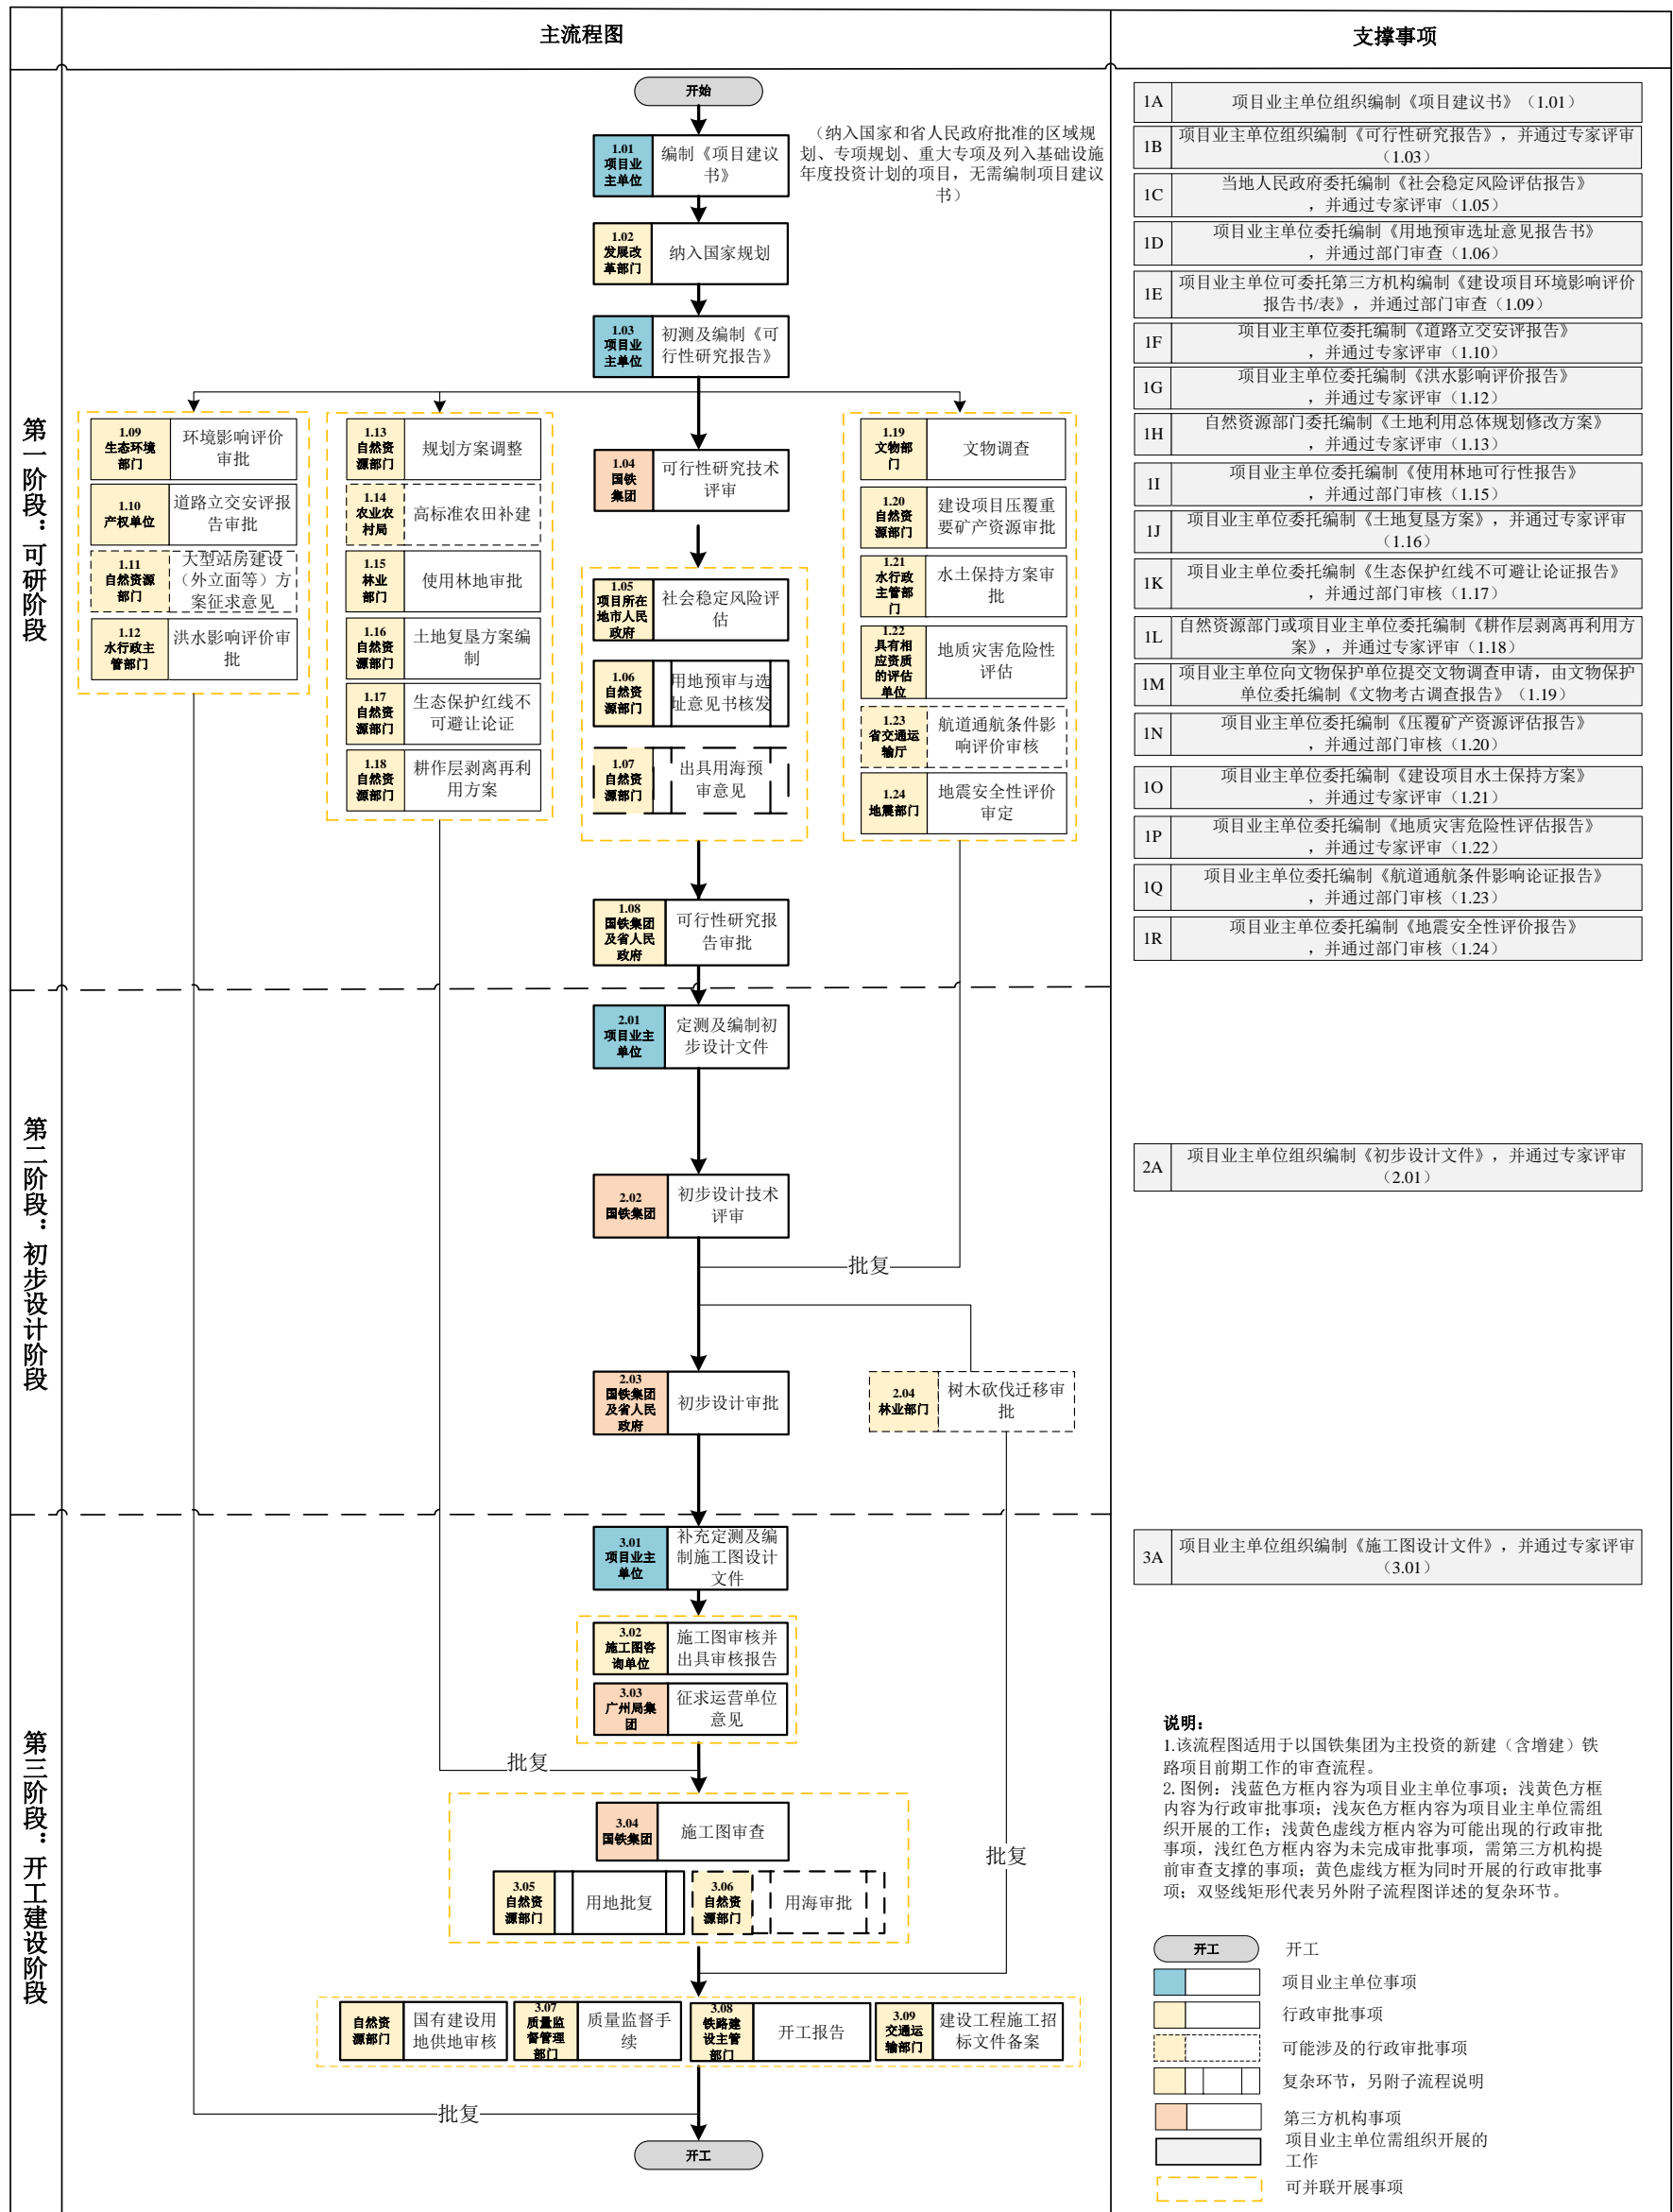 主流程图
支撑事项
第一阶段：可研阶段
开始
1.01
项目业
主单位
编制《项目建议
书》
（纳入国家和省人民政府批准的区域规
划、专项规划、重大专项及列入基础设施
年度投资计划的项目，无需编制项目建议
书）
1.02
发展改
革部门
纳入国家规划
1.03
项目业
主单位
初测及编制《可
行性研究报告》
1.09
生态环境
部门
环境影响评价
审批
1.10
产权单位
道路立交安评报
告审批
1.11
自然资源
部门
大型站房建设
（外立面等）方
案征求意见
1.12
水行政主
管部门
洪水影响评价审
批
1.13
自然资
源部门
规划方案调整
1.14
农业农
村局
高标准农田补建
1.15
林业
部门
使用林地审批
1.16
自然资
源部门
土地复垦方案编
制
1.17
自然资
源部门
生态保护红线不
可避让论证
1.18
自然资
源部门
耕作层剥离再利
用方案
1.04
国铁
集团
可行性研究技术
评审
1.05
项目所在
地市人民
政府
社会稳定风险评
估
1.06
自然资
源部门
用地预审与选
址意见书核发
1.07
自然资
源部门
出具用海预
审意见
1.08
国铁集团
及省人民
政府
可行性研究报
告审批
1.19
文物部
门
文物调查
1.20
自然资
源部门
建设项目压覆重
要矿产资源审批
1.21
水行政
主管部
门
水土保持方案审
批
1.22
具有相
应资质
的评估
单位
地质灾害危险性
评估
1.23
省交通运
输厅
航道通航条件影
响评价审核
1.24
地震部门
地震安全性评价
审定
1A
项目业主单位组织编制《项目建议书》（1.01）
1B
项目业主单位组织编制《可行性研究报告》，并通过专家评审
（1.03）
1C
当地人民政府委托编制《社会稳定风险评估报告》
，并通过专家评审（1.05）
1D
项目业主单位委托编制《用地预审选址意见报告书》
，并通过部门审查（1.06）
1E
项目业主单位可委托第三方机构编制《建设项目环境影响评价
报告书/表》，并通过部门审查（1.09）
1F
项目业主单位委托编制《道路立交安评报告》
，并通过专家评审（1.10）
1G
项目业主单位委托编制《洪水影响评价报告》
，并通过专家评审（1.12）
1H
自然资源部门委托编制《土地利用总体规划修改方案》
，并通过专家评审（1.13）
1I
项目业主单位委托编制《使用林地可行性报告》
，并通过部门审核（1.15）
1J
项目业主单位委托编制《土地复垦方案》，并通过专家评审
（1.16）
1K
项目业主单位委托编制《生态保护红线不可避让论证报告》
，并通过部门审核（1.17）
1L
自然资源部门或项目业主单位委托编制《耕作层剥离再利用方
案》，并通过专家评审（1.18）
1M
项目业主单位向文物保护单位提交文物调查申请，由文物保护
单位委托编制《文物考古调查报告》（1.19）
1N
项目业主单位委托编制《压覆矿产资源评估报告》
，并通过部门审核（1.20）
1O
项目业主单位委托编制《建设项目水土保持方案》
，并通过专家评审（1.21）
1P
项目业主单位委托编制《地质灾害危险性评估报告》
，并通过专家评审（1.22）
1Q
项目业主单位委托编制《航道通航条件影响论证报告》
，并通过部门审核（1.23）
1R
项目业主单位委托编制《地震安全性评价报告》
，并通过部门审核（1.24）
第二阶段：初步设计阶段
2.01
项目业主
单位
定测及编制初
步设计文件
2.02
国铁集团
初步设计技术
评审
批复
2.03
国铁集团
及省人民
政府
初步设计审批
2.04
林业部门
树木砍伐迁移审
批
2A
项目业主单位组织编制《初步设计文件》，并通过专家评审
（2.01）
第三阶段：开工建设阶段
3.01
项目业主
单位
补充定测及编
制施工图设计
文件
3.02
施工图咨
询单位
施工图审核并
出具审核报告
3.03
广州局集
团
征求运营单位
意见
批复
3.04
国铁集团
施工图审查
批复
3.05
自然资
源部门
用地批复
3.06
自然资
源部门
用海审批
自然资
源部门
国有建设用
地供地审核
3.07
质量监
督管理
部门
质量监督手
续
3.08
铁路建
设主管
部门
开工报告
3.09
交通运
输部门
建设工程施工招
标文件备案
批复
开工
3A
项目业主单位组织编制《施工图设计文件》，并通过专家评审
（3.01）
说明：
1.该流程图适用于以国铁集团为主投资的新建（含增建）铁
路项目前期工作的审查流程。
2. 图例：浅蓝色方框内容为项目业主单位事项；浅黄色方框
内容为行政审批事项；浅灰色方框内容为项目业主单位需组
织开展的工作；浅黄色虚线方框内容为可能出现的行政审批
事项，浅红色方框内容为未完成审批事项，需第三方机构提
前审查支撑的事项；黄色虚线方框为同时开展的行政审批事
项；双竖线矩形代表另外附子流程图详述的复杂环节。
开工
开工
项目业主单位事项
行政审批事项
可能涉及的行政审批事项
复杂环节，另附子流程说明
第三方机构事项
项目业主单位需组织开展的
工作
可并联开展事项